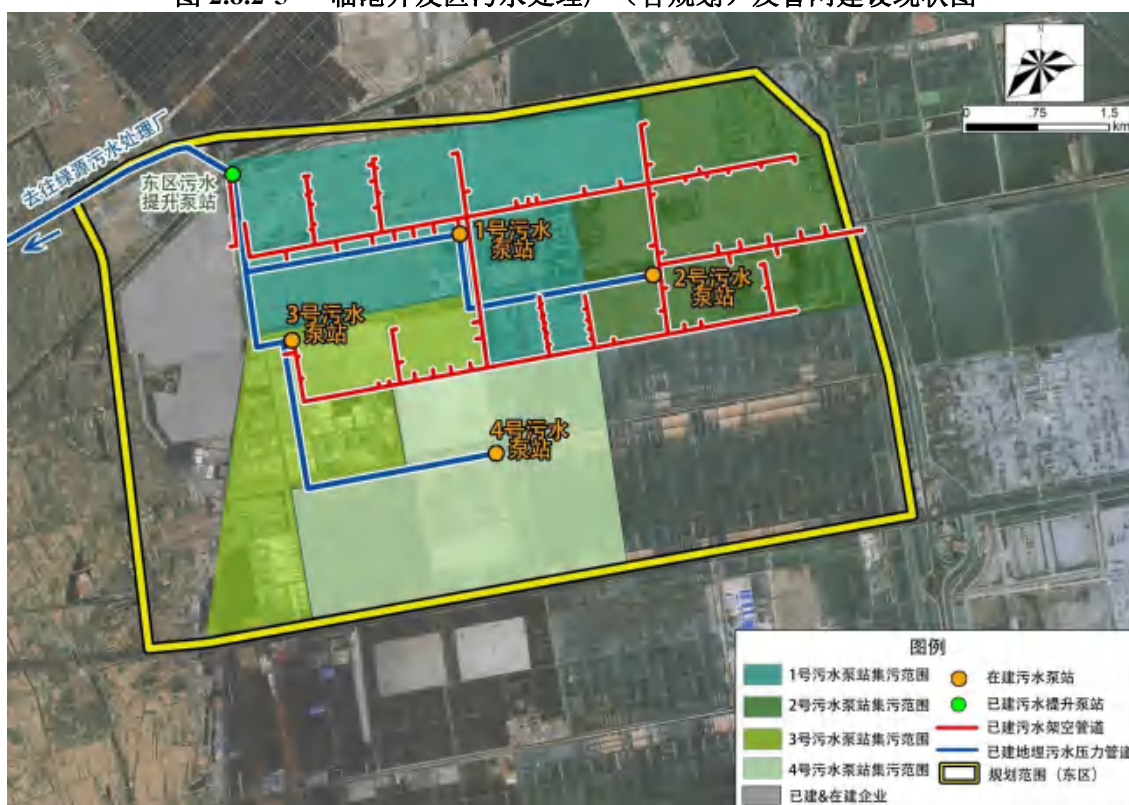 图 2.8.2-3 临港开发区污水处理厂（含规划）及管网建设现状图
N
0 .75 1.5
km
去往绿源污水处理厂
东区污水
提升泵站
1号污水
泵站
2号污水
泵站
3号污水
泵站
4号污水
泵站
图例
1号污水泵站集污范围
在建污水泵站
2号污水泵站集污范围
已建污水提升泵站
已建污水架空管道
3号污水泵站集污范围
已建地埋污水压力管道
4号污水泵站集污范围
规划范围（东区）
已建&在建企业